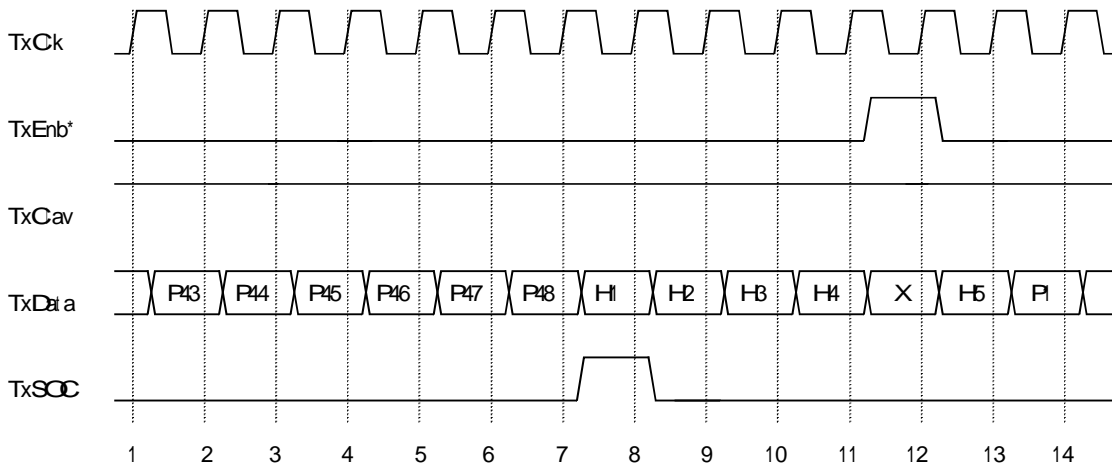 TxClk
TxEnb*
TxCav
TxData P43 P44 P45 P46 P47 P48 H1 H2 H3 H4 X H5 P1
TxSOC
1 2 3 4 5 6 7 8 9 10 11 12 13 14